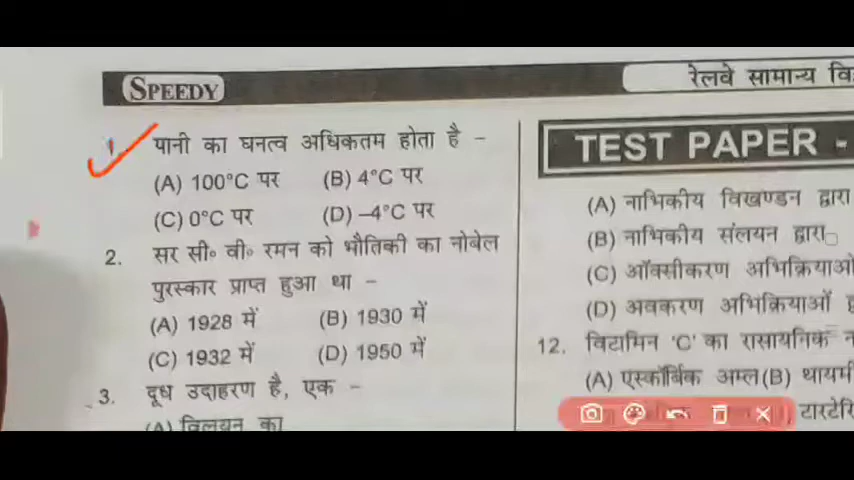 SPEEDY
रेलवे सामान्य
1. पानी का घनत्व अधिकतम होता है –
(A) 100°C पर (B) 4°C पर
(C) 0°C पर (D) –4°C पर
2. सर सी॰ वी॰ रमन को भौतिकी का नोबेल
पुरस्कार प्राप्त हुआ था –
(A) 1928 में (B) 1930 में
(C) 1932 में (D) 1950 में
3. दूध उदाहरण है, एक –
(A) विलयन का
TEST PAPER -
(A) नाभिकीय विखण्डन द्वारा
(B) नाभिकीय संलयन द्वारा
(C) ऑक्सीकरण अभिक्रियाओं
(D) अवकरण अभिक्रियाओं
12. विटामिन 'C' का रासायनिक
(A) एस्कॉर्बिक अम्ल (B)